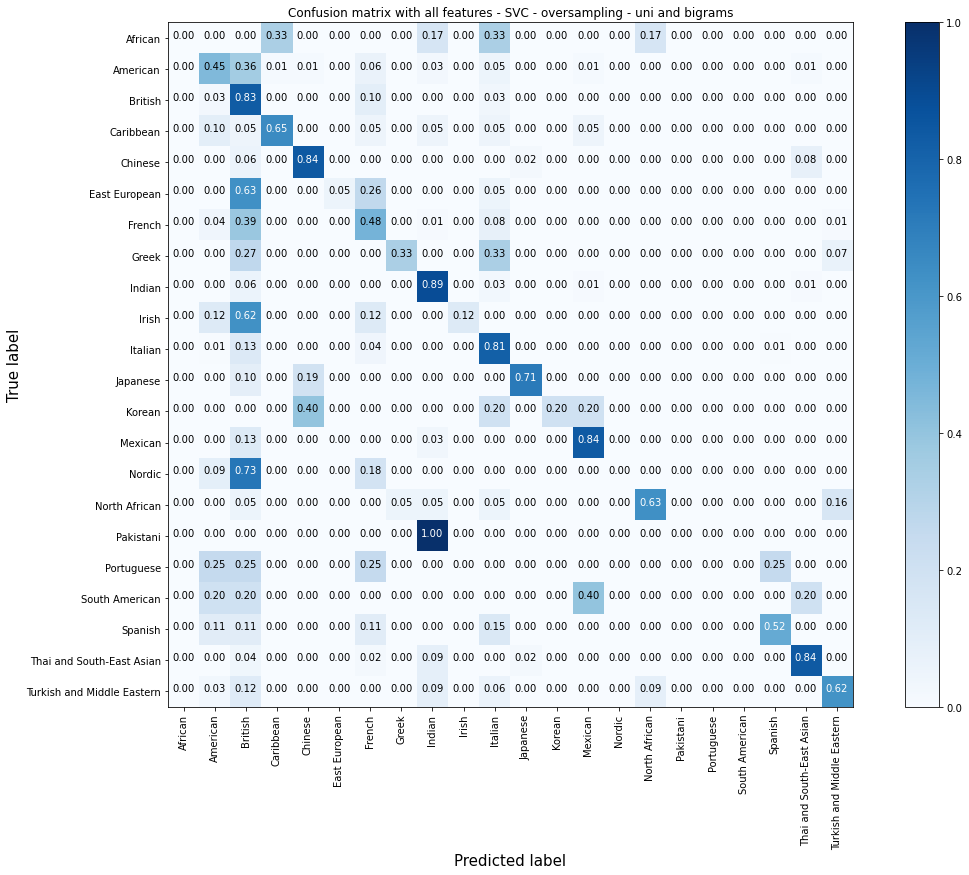 Confusion matrix with all features - SVC - oversampling - uni and bigrams
True label
African 0.00 0.00 0.00 0.33 0.00 0.00 0.00 0.00 0.17 0.00 0.33 0.00 0.00 0.00 0.00 0.17 0.00 0.00 0.00 0.00 0.00 0.00
American 0.00 0.45 0.36 0.01 0.01 0.00 0.06 0.00 0.03 0.00 0.05 0.00 0.00 0.01 0.00 0.00 0.00 0.00 0.00 0.00 0.01 0.00
British 0.00 0.03 0.83 0.00 0.00 0.00 0.10 0.00 0.00 0.00 0.03 0.00 0.00 0.00 0.00 0.00 0.00 0.00 0.00 0.00 0.00 0.00
Caribbean 0.00 0.10 0.05 0.65 0.00 0.00 0.05 0.00 0.05 0.00 0.05 0.00 0.00 0.05 0.00 0.00 0.00 0.00 0.00 0.00 0.00 0.00
Chinese 0.00 0.00 0.06 0.00 0.84 0.00 0.00 0.00 0.00 0.00 0.00 0.02 0.00 0.00 0.00 0.00 0.00 0.00 0.00 0.00 0.08 0.00
East European 0.00 0.00 0.63 0.00 0.00 0.05 0.26 0.00 0.00 0.00 0.05 0.00 0.00 0.00 0.00 0.00 0.00 0.00 0.00 0.00 0.00 0.00
French 0.00 0.04 0.39 0.00 0.00 0.00 0.48 0.00 0.01 0.00 0.08 0.00 0.00 0.00 0.00 0.00 0.00 0.00 0.00 0.00 0.00 0.01
Greek 0.00 0.00 0.27 0.00 0.00 0.00 0.00 0.33 0.00 0.00 0.33 0.00 0.00 0.00 0.00 0.00 0.00 0.00 0.00 0.00 0.00 0.07
Indian 0.00 0.00 0.06 0.00 0.00 0.00 0.00 0.00 0.89 0.00 0.03 0.00 0.00 0.01 0.00 0.00 0.00 0.00 0.00 0.00 0.01 0.00
Irish 0.00 0.12 0.62 0.00 0.00 0.00 0.12 0.00 0.00 0.12 0.00 0.00 0.00 0.00 0.00 0.00 0.00 0.00 0.00 0.00 0.00 0.00
Italian 0.00 0.01 0.13 0.00 0.00 0.00 0.04 0.00 0.00 0.00 0.81 0.00 0.00 0.00 0.00 0.00 0.00 0.00 0.00 0.01 0.00 0.00
Japanese 0.00 0.00 0.10 0.00 0.19 0.00 0.00 0.00 0.00 0.00 0.00 0.71 0.00 0.00 0.00 0.00 0.00 0.00 0.00 0.00 0.00 0.00
Korean 0.00 0.00 0.00 0.00 0.40 0.00 0.00 0.00 0.00 0.00 0.20 0.00 0.20 0.20 0.00 0.00 0.00 0.00 0.00 0.00 0.00 0.00
Mexican 0.00 0.00 0.13 0.00 0.00 0.00 0.00 0.00 0.03 0.00 0.00 0.00 0.00 0.84 0.00 0.00 0.00 0.00 0.00 0.00 0.00 0.00
Nordic 0.00 0.09 0.73 0.00 0.00 0.00 0.18 0.00 0.00 0.00 0.00 0.00 0.00 0.00 0.00 0.00 0.00 0.00 0.00 0.00 0.00 0.00
North African 0.00 0.00 0.05 0.00 0.00 0.00 0.00 0.05 0.05 0.00 0.05 0.00 0.00 0.00 0.00 0.63 0.00 0.00 0.00 0.00 0.00 0.16
Pakistani 0.00 0.00 0.00 0.00 0.00 0.00 0.00 0.00 1.00 0.00 0.00 0.00 0.00 0.00 0.00 0.00 0.00 0.00 0.00 0.00 0.00 0.00
Portuguese 0.00 0.25 0.25 0.00 0.00 0.00 0.25 0.00 0.00 0.00 0.00 0.00 0.00 0.00 0.00 0.00 0.00 0.00 0.00 0.25 0.00 0.00
South American 0.00 0.20 0.20 0.00 0.00 0.00 0.00 0.00 0.00 0.00 0.00 0.00 0.00 0.40 0.00 0.00 0.00 0.00 0.00 0.00 0.20 0.00
Spanish 0.00 0.11 0.11 0.00 0.00 0.00 0.11 0.00 0.00 0.00 0.15 0.00 0.00 0.00 0.00 0.00 0.00 0.00 0.00 0.52 0.00 0.00
Thai and South-East Asian 0.00 0.00 0.04 0.00 0.00 0.00 0.02 0.00 0.09 0.00 0.00 0.02 0.00 0.00 0.00 0.00 0.00 0.00 0.00 0.00 0.84 0.00
Turkish and Middle Eastern 0.00 0.03 0.12 0.00 0.00 0.00 0.00 0.00 0.09 0.00 0.06 0.00 0.00 0.00 0.00 0.09 0.00 0.00 0.00 0.00 0.00 0.62
African
American
British
Caribbean
Chinese
East European
French
Greek
Indian
Irish
Italian
Japanese
Korean
Mexican
Nordic
North African
Pakistani
Portuguese
South American
Spanish
Thai and South-East Asian
Turkish and Middle Eastern
Predicted label
1.0
0.8
0.6
0.4
0.2
0.0